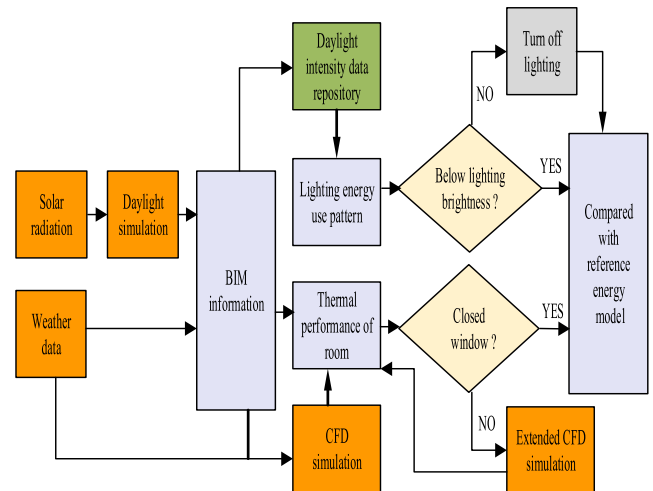 Daylight
intensity data
repository
Turn off
lighting
NO
Solar
radiation
Daylight
simulation
BIM
information
Lighting energy
use pattern
Below lighting
brightness ?
YES
Compared
with
reference
energy
model
Weather
data
Thermal
performance of
room
Closed
window ?
YES
NO
CFD
simulation
Extended CFD
simulation